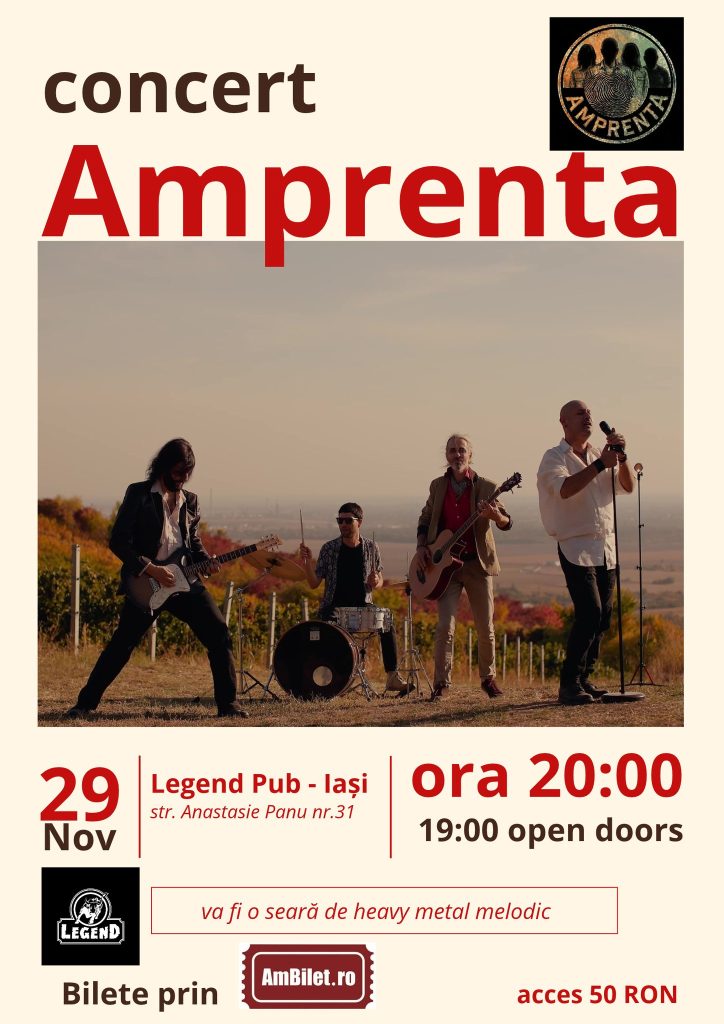 concert
AMPRENTA
Amprenta
29
Nov
Legend Pub - Iași
str. Anastasie Panu nr.31
ora 20:00
19:00 open doors
LEGEND
va fi o seară de heavy metal melodic
Bilete prin
AmBilet.ro
acces 50 RON